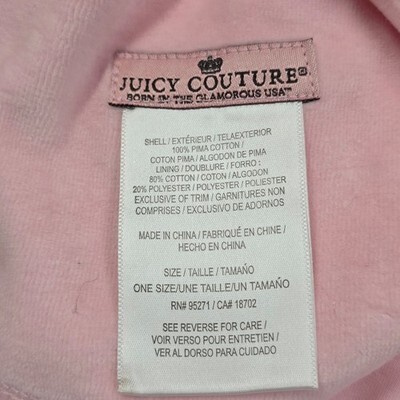 JUICY COUTURE®
BORN IN THE GLAMOROUS USA™
SHELL / EXTÉRIEUR / TELAEXTERIOR
100% PIMA COTTON /
COTON PIMA / ALGODON DE PIMA
LINING / DOUBLURE / FORRO :
80% COTTON / COTON / ALGODON
20% POLYESTER / POLYESTER / POLIESTER
EXCLUSIVE OF TRIM / GARNITURES NON
COMPRISES / EXCLUSIVO DE ADORNOS
MADE IN CHINA / FABRIQUÉ EN CHINE /
HECHO EN CHINA
SIZE / TAILLE / TAMAÑO
ONE SIZE/UNE TAILLE/UN TAMAÑO
RN# 95271 / CA# 18702
SEE REVERSE FOR CARE /
VOIR VERSO POUR ENTRETIEN /
VER AL DORSO PARA CUIDADO